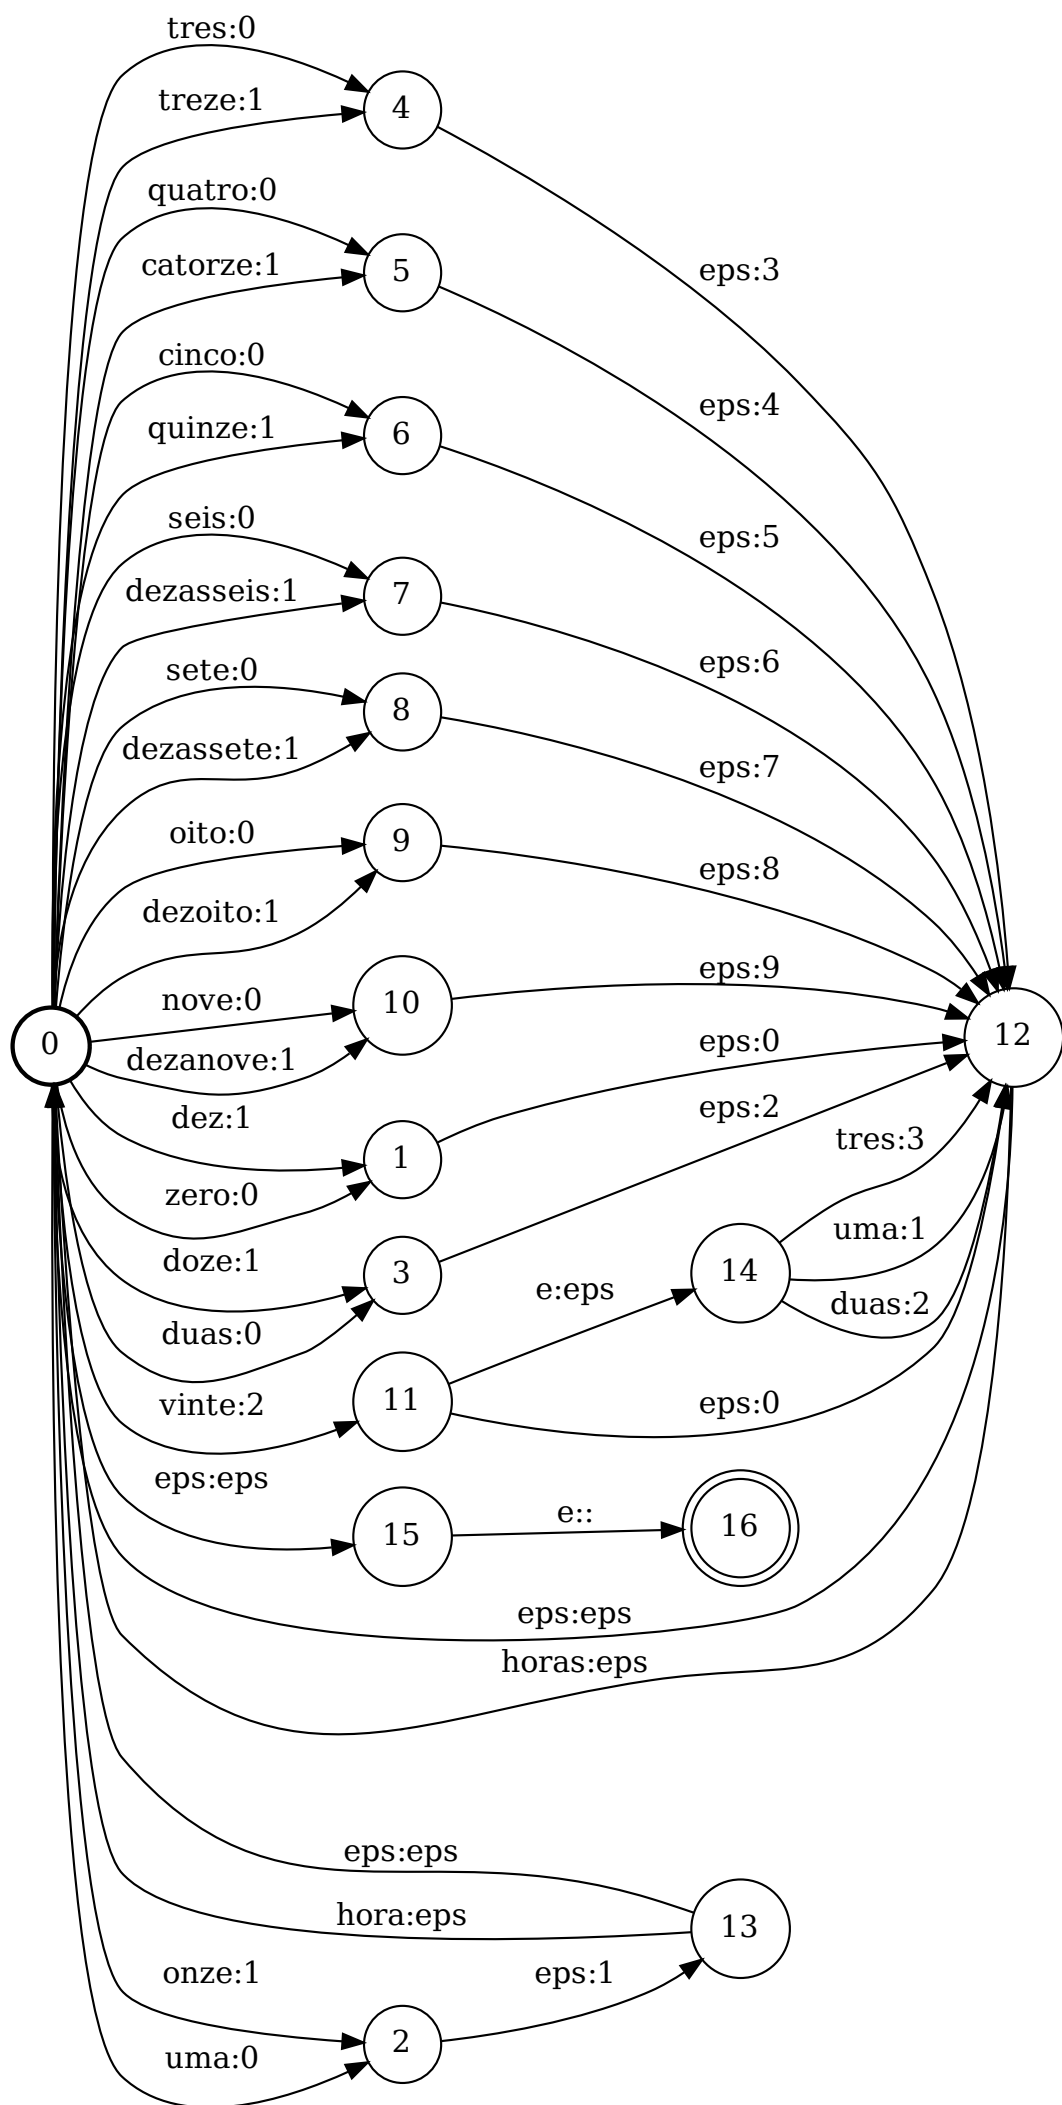 tres:0
treze:1
4
quatro:0
catorze:1
5
eps:3
cinco:0
quinze:1
6
eps:4
seis:0
dezasseis:1
7
eps:5
sete:0
dezassete:1
8
eps:6
oito:0
dezoito:1
9
eps:7
eps:8
nove:0
dezanove:1
10
eps:9
0
12
dez:1
zero:0
1
eps:0
doze:1
duas:0
3
eps:2
vinte:2
11
e:eps
14
tres:3
uma:1
duas:2
eps:0
eps:eps
15
e::
16
eps:eps
horas:eps
eps:eps
hora:eps
13
onze:1
uma:0
2
eps:1